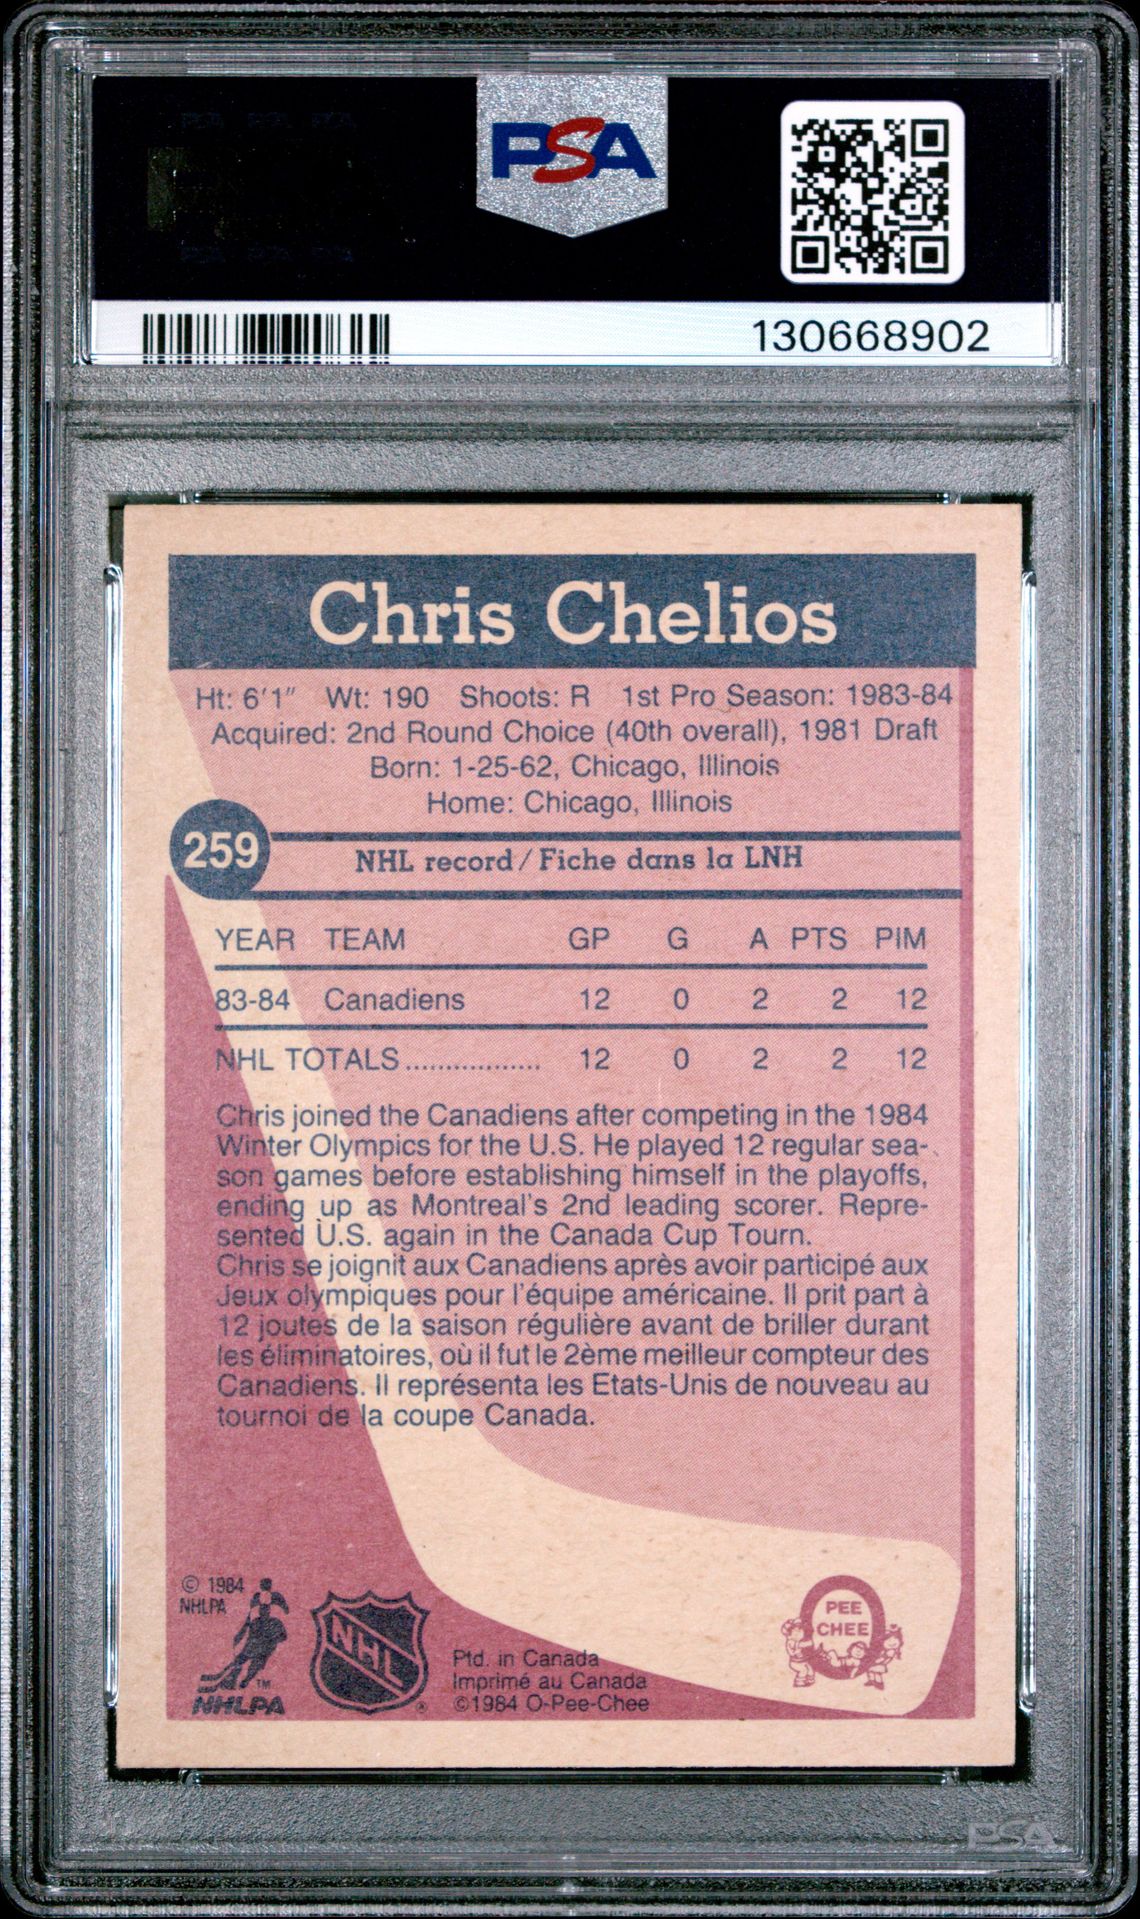 PSA
130668902
Chris Chelios
Ht: 6'1" Wt: 190 Shoots: R 1st Pro Season: 1983-84
Acquired: 2nd Round Choice (40th overall), 1981 Draft
Born: 1-25-62, Chicago, Illinois
Home: Chicago, Illinois
259
NHL record/Fiche dans la LNH
YEAR TEAM GP G A PTS PIM
83-84 Canadiens 12 0 2 2 12
NHL TOTALS................. 12 0 2 2 12
Chris joined the Canadiens after competing in the 1984
Winter Olympics for the U.S. He played 12 regular sea-
son games before establishing himself in the playoffs,
ending up as Montreal's 2nd leading scorer. Repre-
sented U.S. again in the Canada Cup Tourn.
Chris se joignit aux Canadiens après avoir participé aux
Jeux olympiques pour l'équipe américaine. Il prit part à
12 joutes de la saison régulière avant de briller durant
les éliminatoires, où il fut le 2ème meilleur compteur des
Canadiens. Il représenta les Etats-Unis de nouveau au
tournoi de la coupe Canada.
© 1984
NHLPA
TM
NHLPA
NHL
®
Ptd. in Canada
Imprimé au Canada
©1984 O-Pee-Chee
PEE
CHEE
PSA